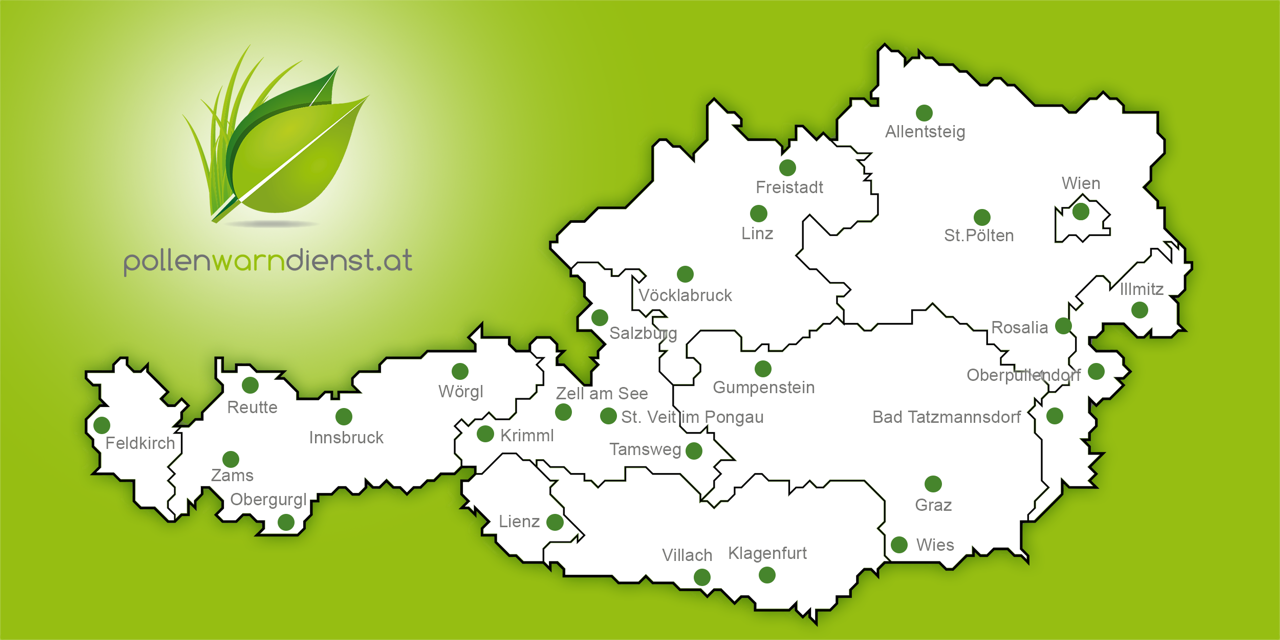 pollenwarndienst.at
Allentsteig
Freistadt
Wien
Linz
St.Pölten
Vöcklabruck
Illmitz
Salzburg
Rosalia
Oberpullendorf
Gumpenstein
Wörgl
Zell am See
Reutte
St. Veit im Pongau
Bad Tatzmannsdorf
Innsbruck
Krimml
Feldkirch
Tamsweg
Zams
Obergurgl
Graz
Lienz
Wies
Villach
Klagenfurt